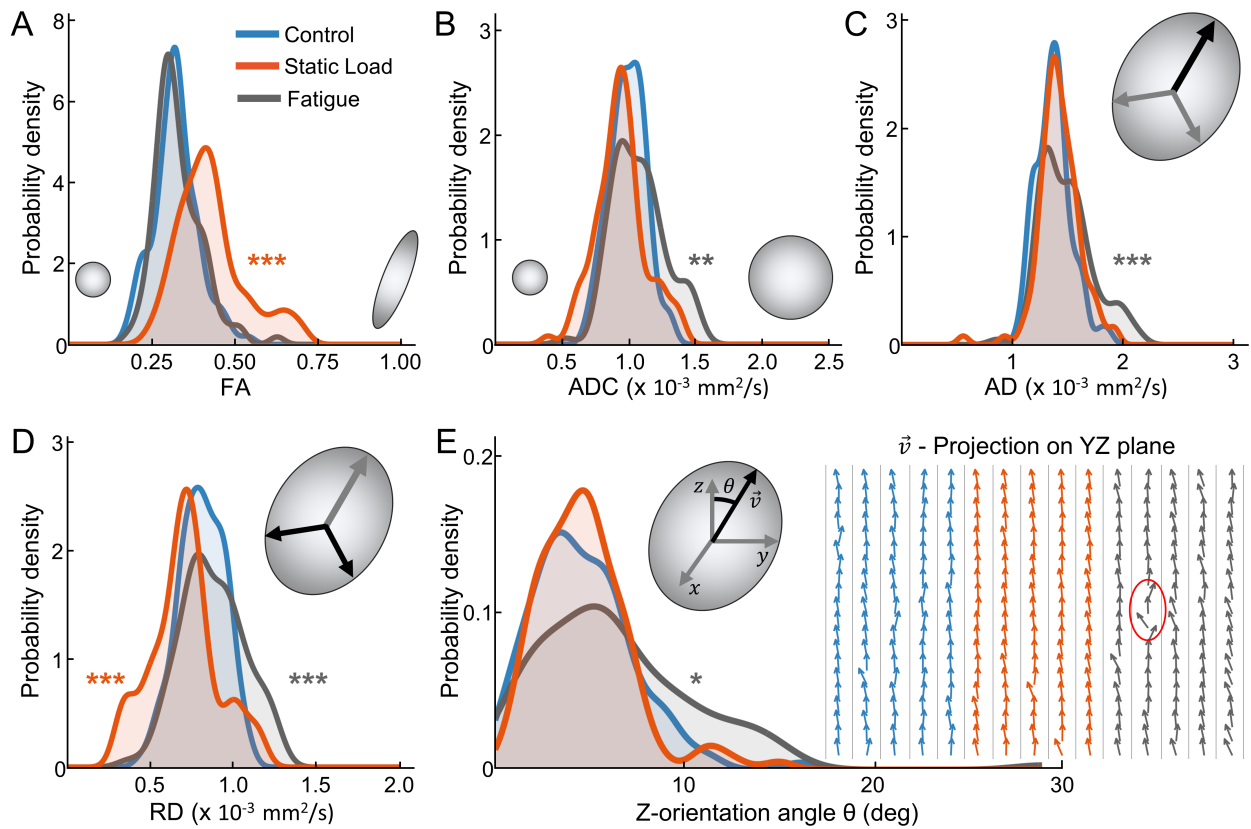 A
Probability density
8
6
4
2
0
0.25
0.50
0.75
1.00
FA
Control
Static Load
Fatigue
***
B
Probability density
3
2
1
0
0.5
1.0
1.5
2.0
2.5
ADC (x 10⁻³ mm²/s)
**
C
Probability density
3
2
1
0
1
2
3
AD (x 10⁻³ mm²/s)
***
D
Probability density
3
2
1
0
0.5
1.0
1.5
2.0
RD (x 10⁻³ mm²/s)
***
***
E
Probability density
0.2
0.1
0
10
20
30
Z-orientation angle θ (deg)
*
z
θ
v⃗
y
x
v⃗ - Projection on YZ plane